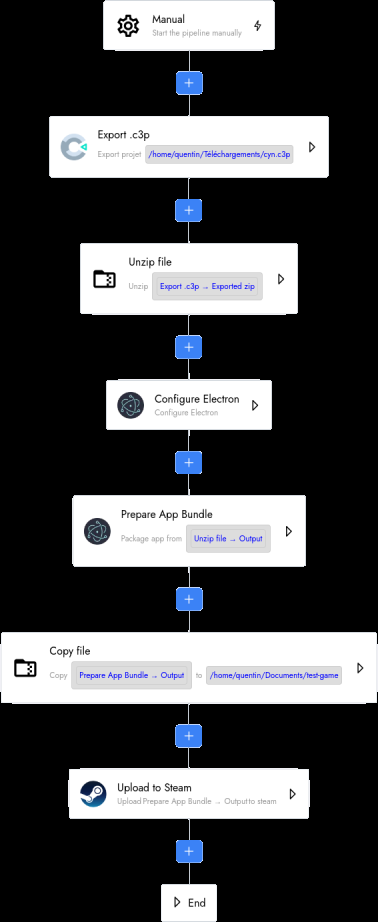 Manual
Start the pipeline manually
Export .c3p
Export projet /home/quentin/Téléchargements/cyn.c3p
Unzip file
Unzip Export .c3p → Exported zip
Configure Electron
Configure Electron
Prepare App Bundle
Package app from Unzip file → Output
Copy file
Copy Prepare App Bundle → Output to /home/quentin/Documents/test-game
Upload to Steam
Upload Prepare App Bundle → Output to steam
End